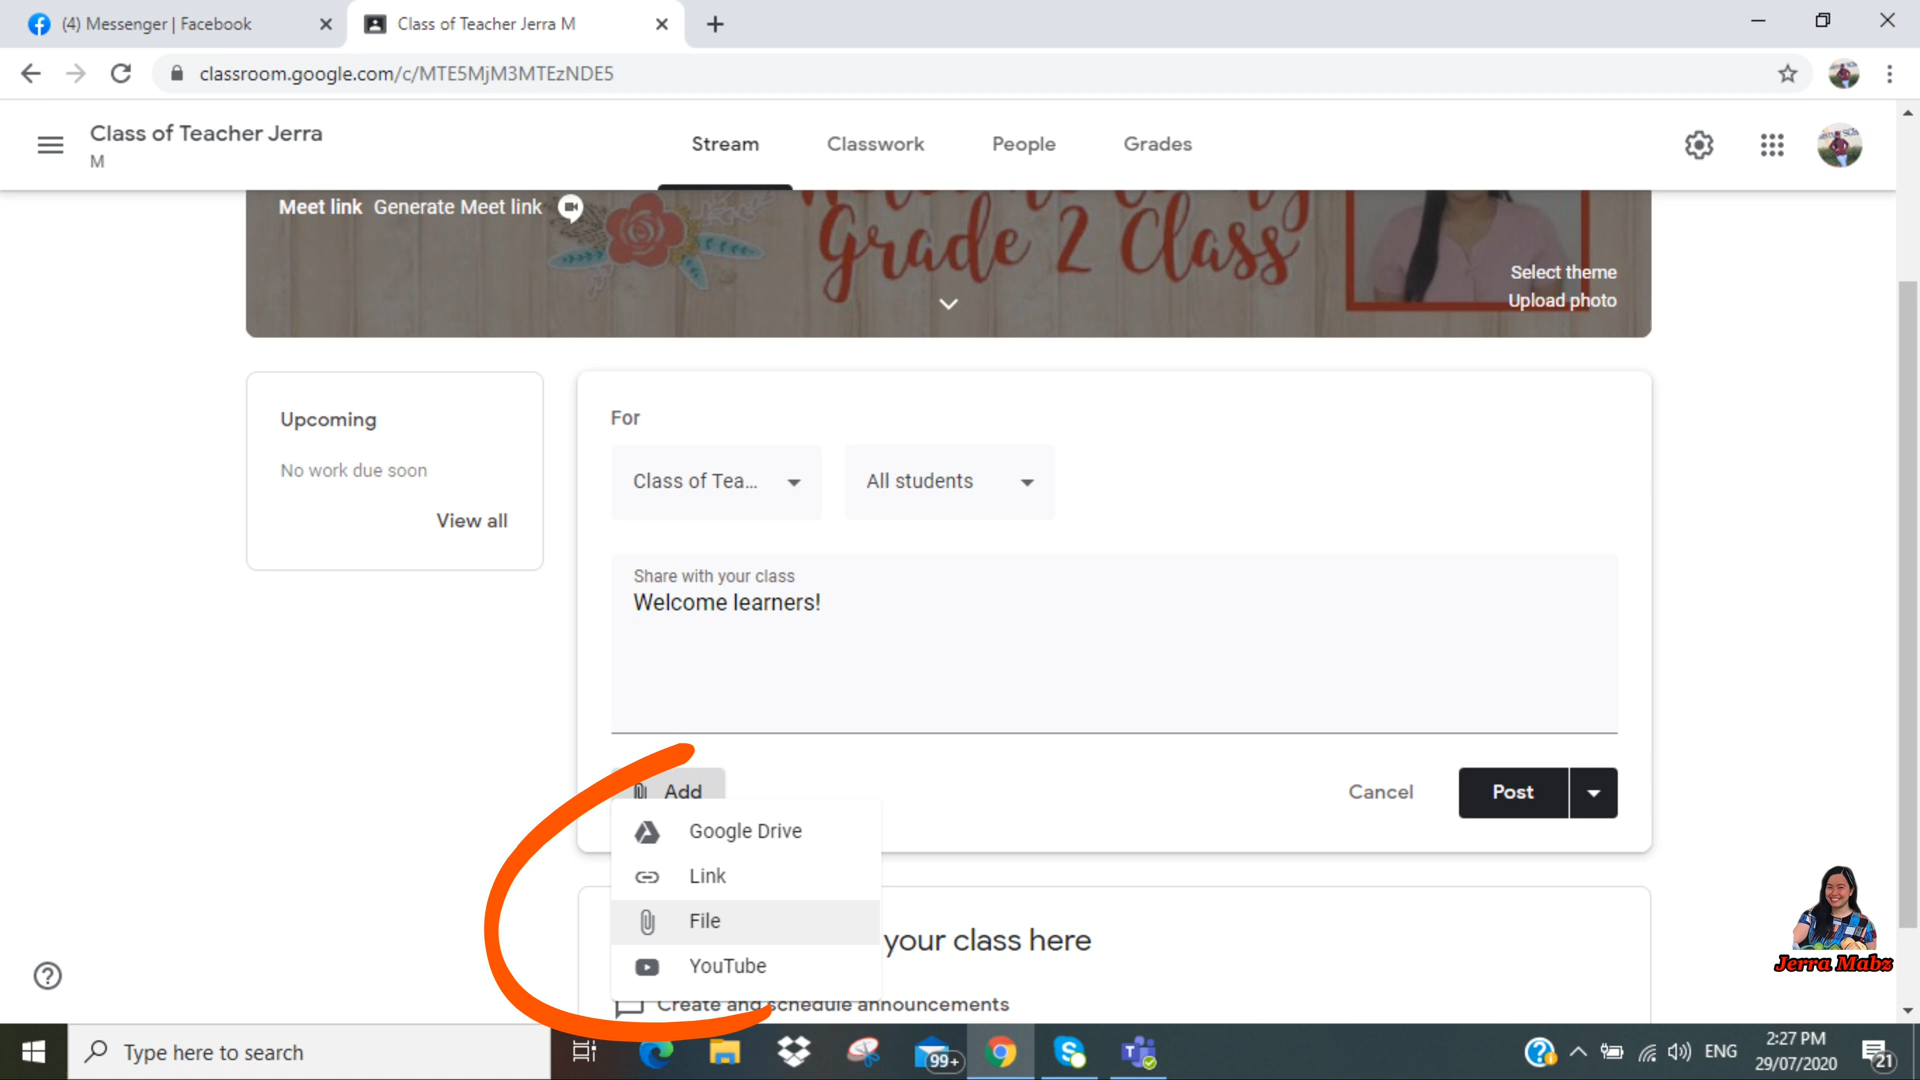 (4) Messenger | Facebook
Class of Teacher Jerra M
classroom.google.com/c/MTE5MjM3MTEzNDE5
Class of Teacher Jerra
M
Stream
Classwork
People
Grades
Meet link Generate Meet link
Grade 2 Class
Select theme
Upload photo
Upcoming
No work due soon
View all
For
Class of Tea...
All students
Share with your class
Welcome learners!
Add
Cancel
Post
Google Drive
Link
File
YouTube
your class here
Create and schedule announcements
Jerra Mabz
Type here to search
99+
ENG
2:27 PM
29/07/2020
21